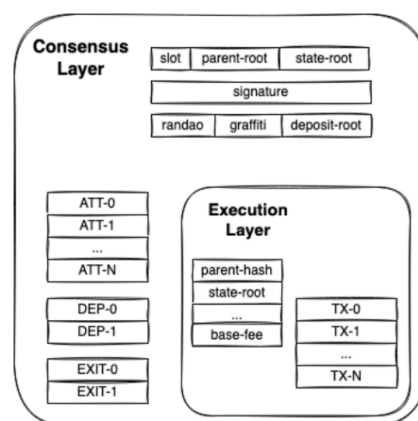 Consensus
Layer
slot parent-root state-root
signature
randao graffiti deposit-root
ATT-0
ATT-1
...
ATT-N
DEP-0
DEP-1
EXIT-0
EXIT-1
Execution
Layer
parent-hash
state-root
...
base-fee
TX-0
TX-1
...
TX-N